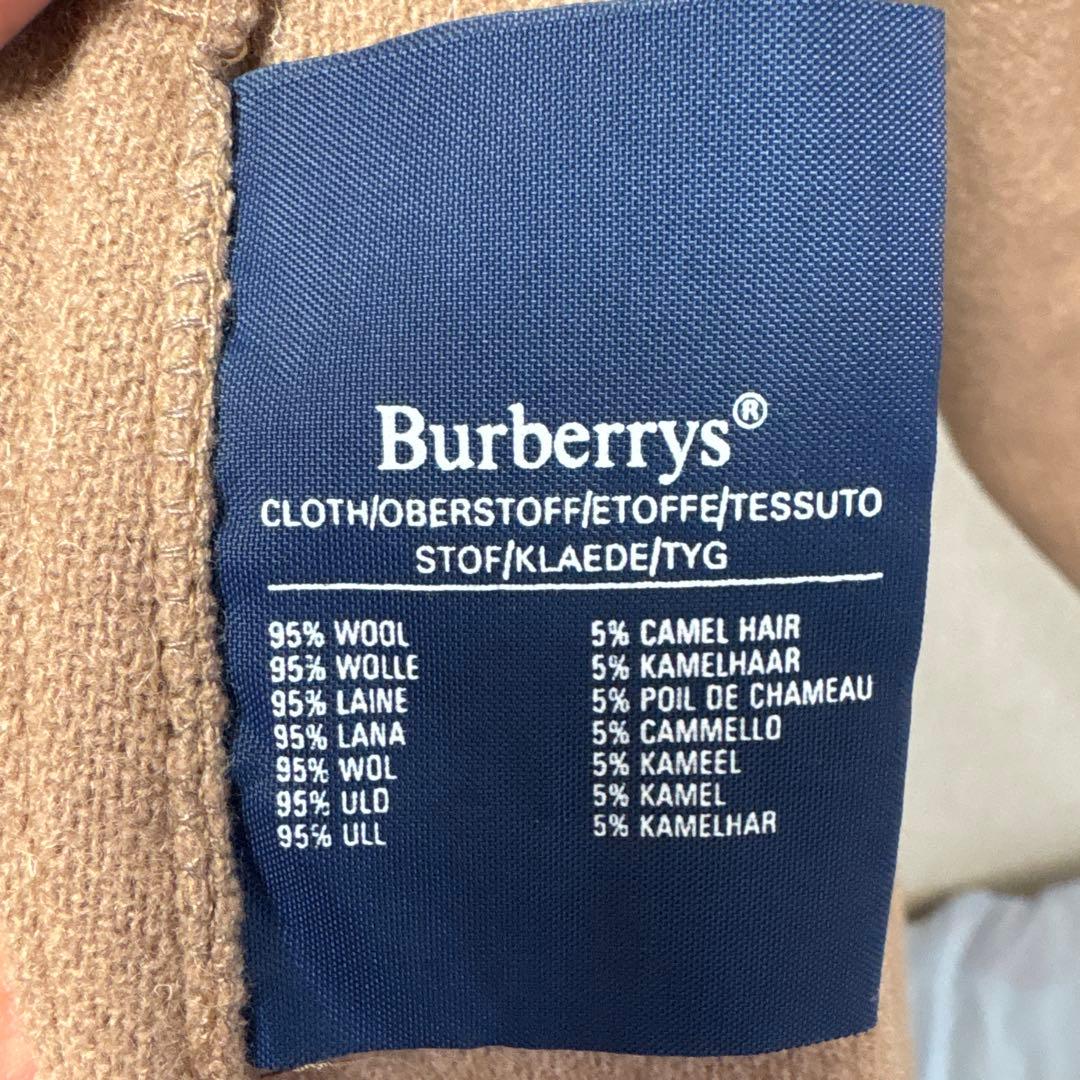 Burberrys®
CLOTH/OBERSTOFF/ETOFFE/TESSUTO
STOF/KLAEDE/TYG
95% WOOL 5% CAMEL HAIR
95% WOLLE 5% KAMELHAAR
95% LAINE 5% POIL DE CHAMEAU
95% LANA 5% CAMMELLO
95% WOL 5% KAMEEL
95% ULD 5% KAMEL
95% ULL 5% KAMELHAR